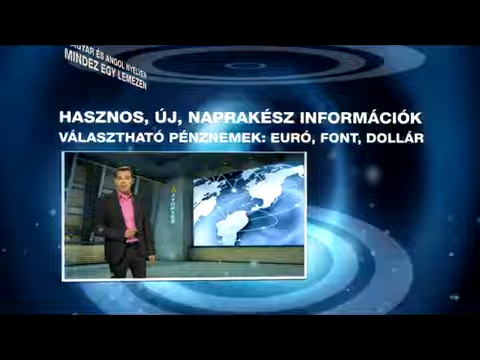 MAGYAR ÉS ANGOL NYELVEN
MINDEZ EGY LEMEZEN
HASZNOS, ÚJ, NAPRAKÉSZ INFORMÁCIÓK
VÁLASZTHATÓ PÉNZNEMEK: EURÓ, FONT, DOLLÁR